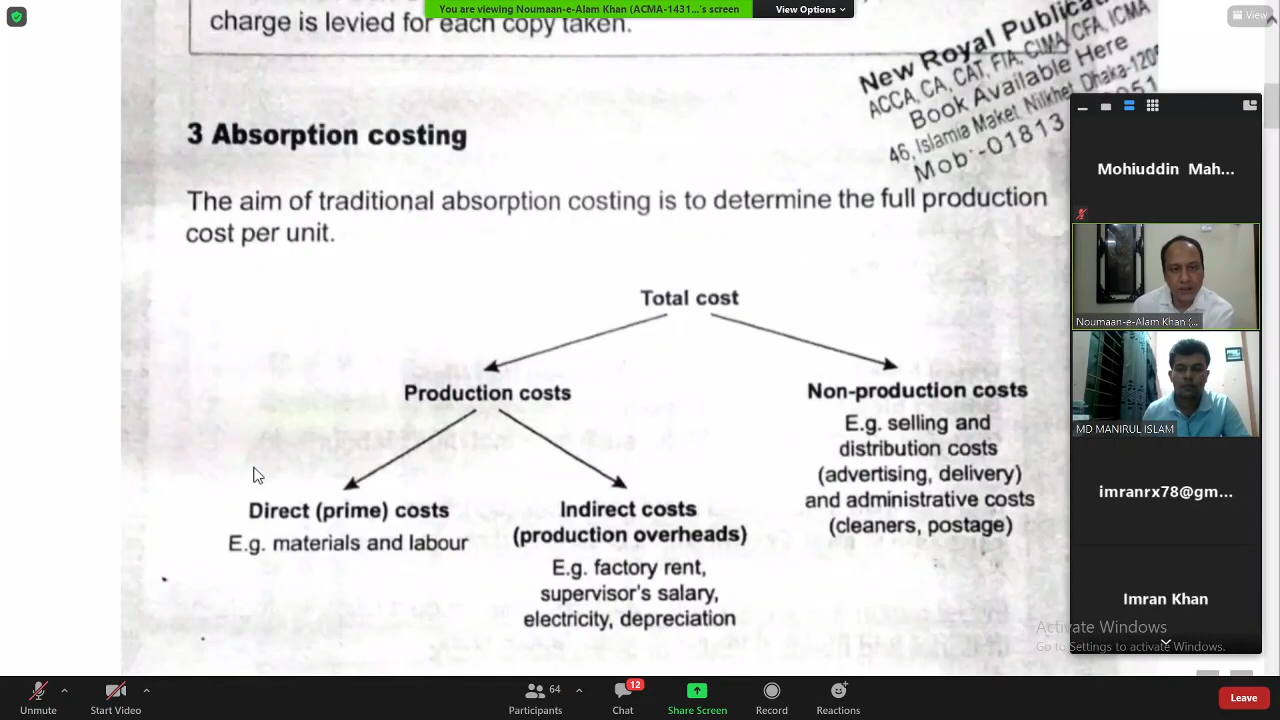 charge is levied for each copy taken.
You are viewing Noumaan-e-Alam Khan (ACMA-1431...'s screen
View Options
View
New Royal Publicat
ACCA, CA, CAT, FIA, CIMA, CFA, ICMA
Book Available Here
46, Islamia Maket Nilkhet Dhaka-120
Mob:-01813
3 Absorption costing
The aim of traditional absorption costing is to determine the full production
cost per unit.
Total cost
Production costs
Non-production costs
E.g. selling and
distribution costs
(advertising, delivery)
and administrative costs
(cleaners, postage)
Direct (prime) costs
E.g. materials and labour
Indirect costs
(production overheads)
E.g. factory rent,
supervisor's salary,
electricity, depreciation
Mohiuddin Mah...
Noumaan-e-Alam Khan (...
MD MANIRUL ISLAM
imranrx78@gm...
Imran Khan
Activate Windows
Go to Settings to activate Windows.
Unmute
Start Video
64
Participants
12
Chat
Share Screen
Record
Reactions
Leave